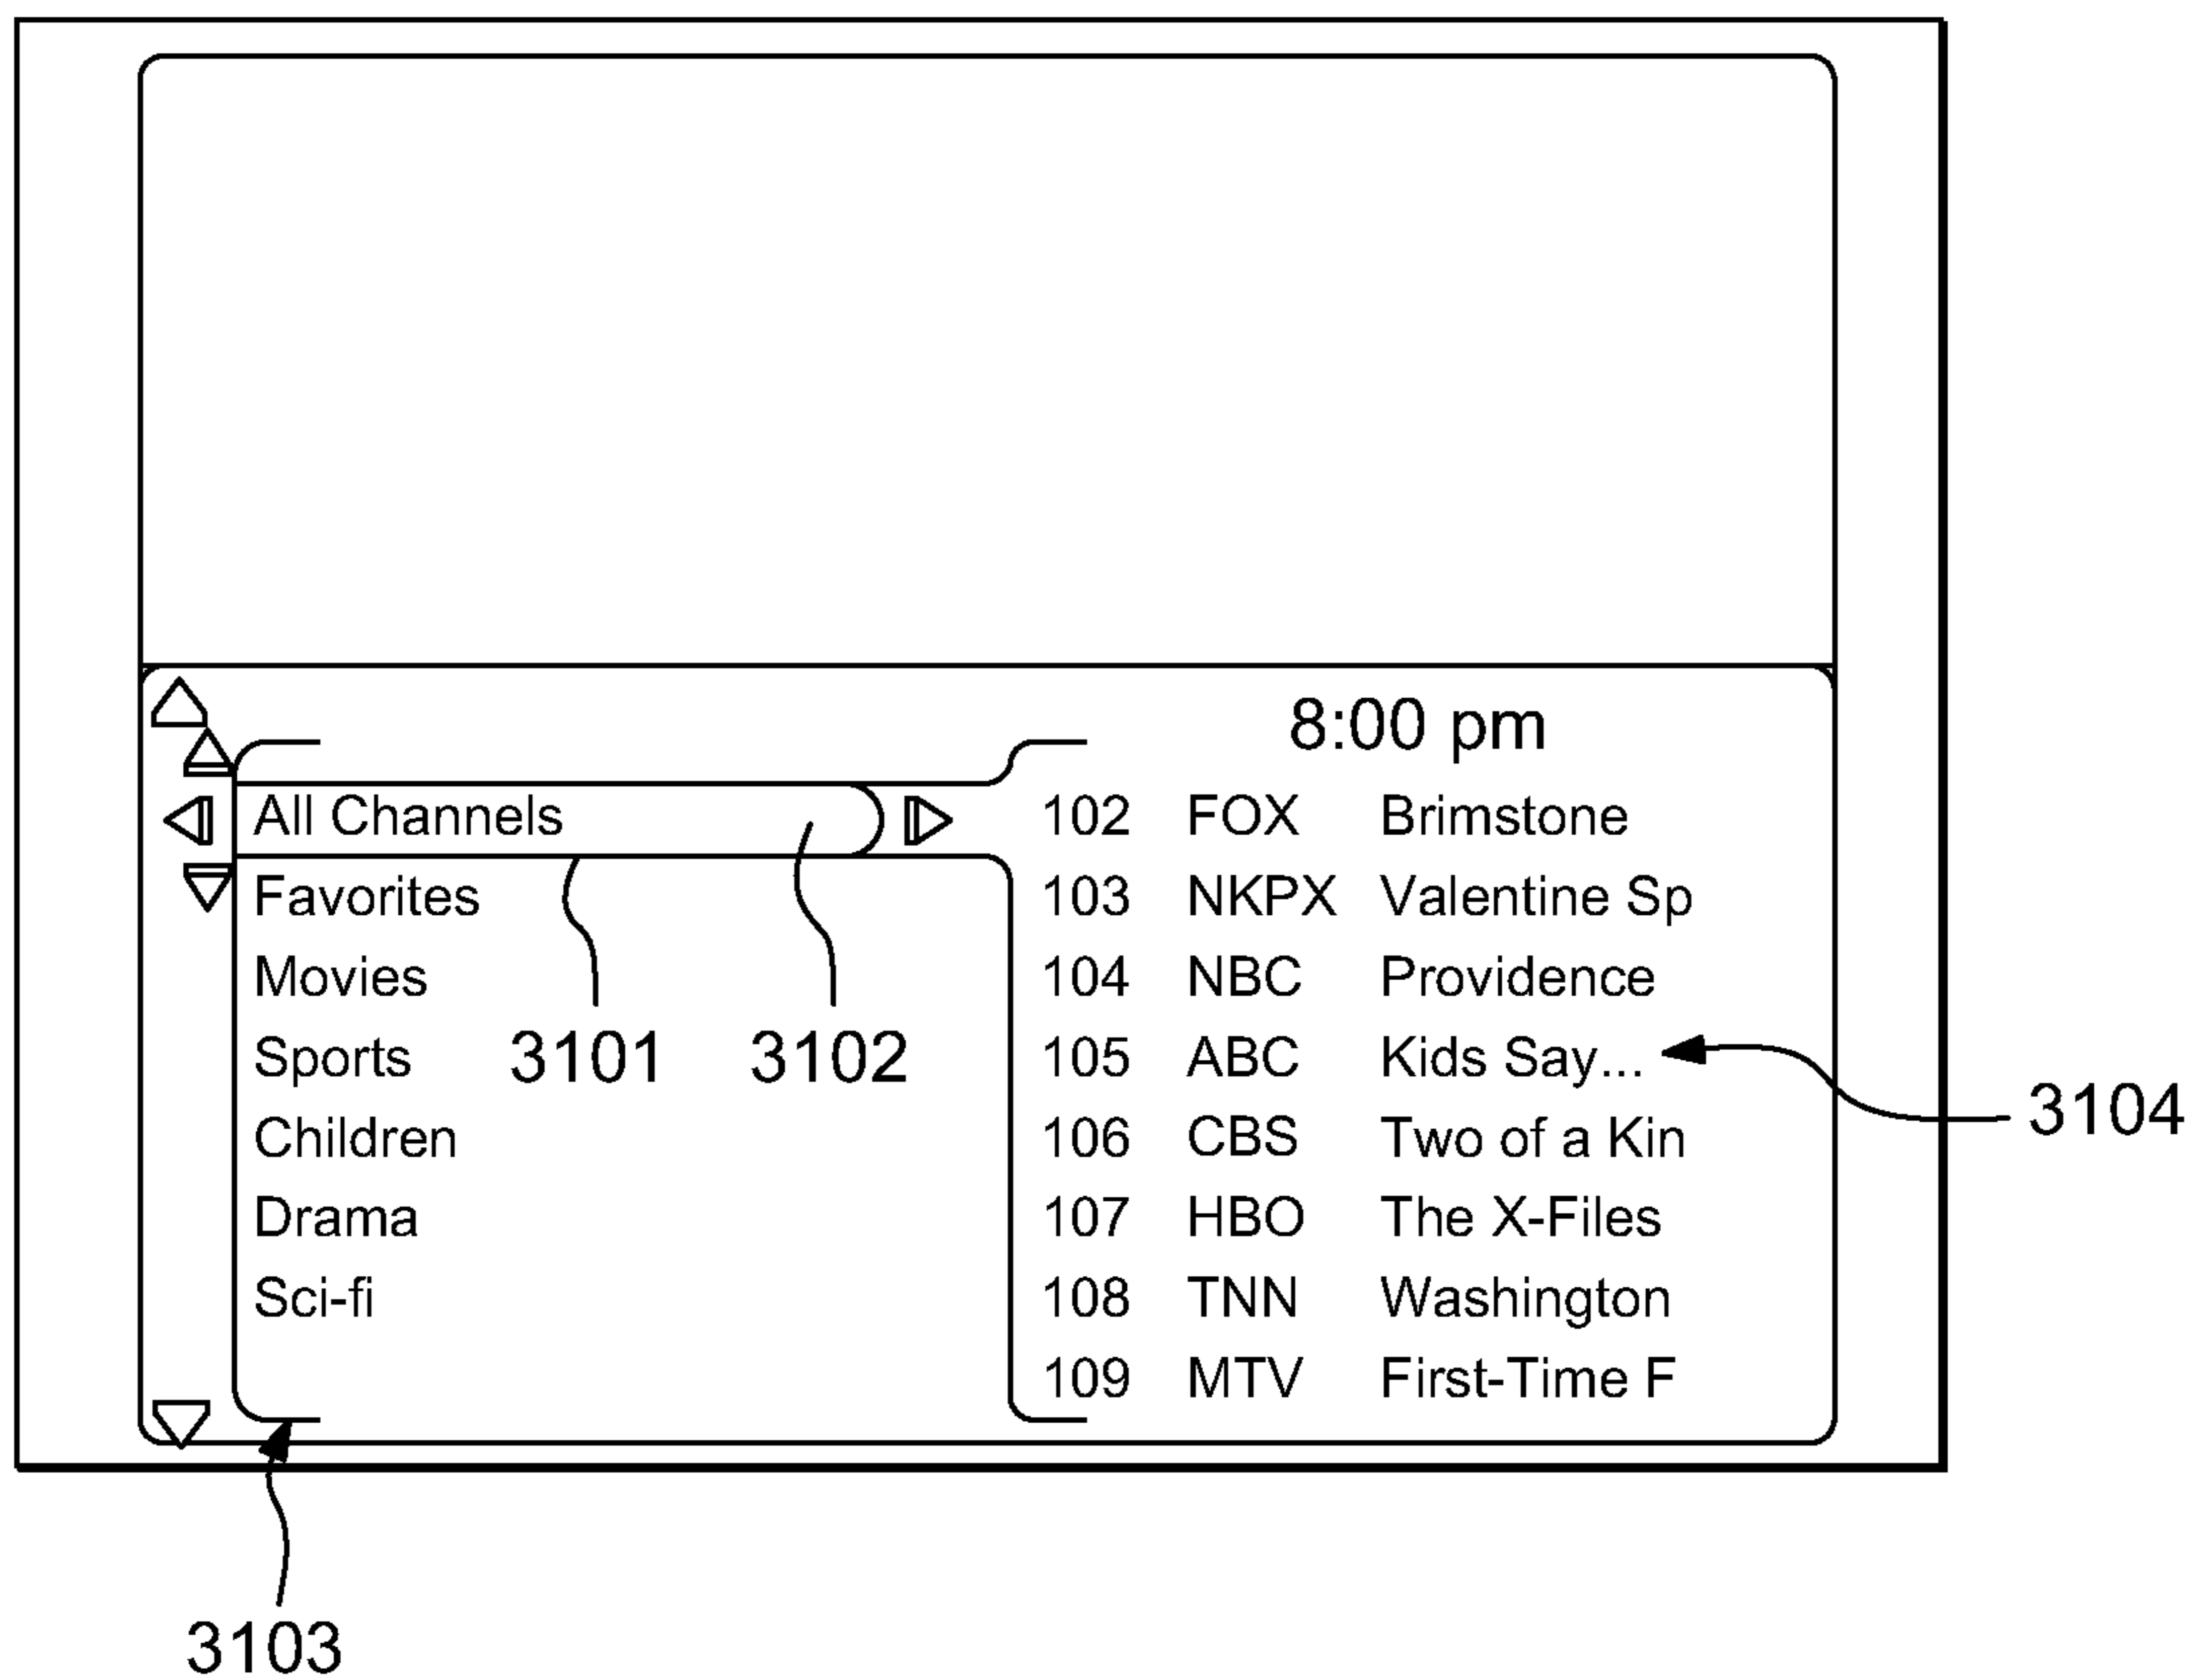 8:00 pm
All Channels
102 FOX Brimstone
Favorites
103 NKPX Valentine Sp
Movies
104 NBC Providence
Sports
3101
3102
105 ABC Kids Say...
3104
Children
106 CBS Two of a Kin
Drama
107 HBO The X-Files
Sci-fi
108 TNN Washington
109 MTV First-Time F
3103